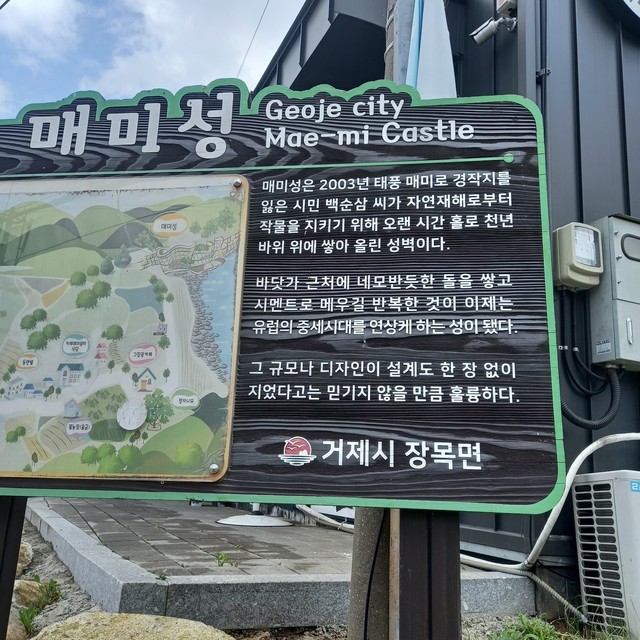 매미성
Geoje city
Mae-mi Castle
매미성은 2003년 태풍 매미로 경작지를
잃은 시민 백순삼 씨가 자연재해로부터
작물을 지키기 위해 오랜 시간 홀로 천년
바위 위에 쌓아 올린 성벽이다.
바닷가 근처에 네모반듯한 돌을 쌓고
시멘트로 메우길 반복한 것이 이제는
유럽의 중세시대를 연상케 하는 성이 됐다.
그 규모나 디자인이 설계도 한 장 없이
지었다고는 믿기지 않을 만큼 훌륭하다.
거제시 장목면
매미성